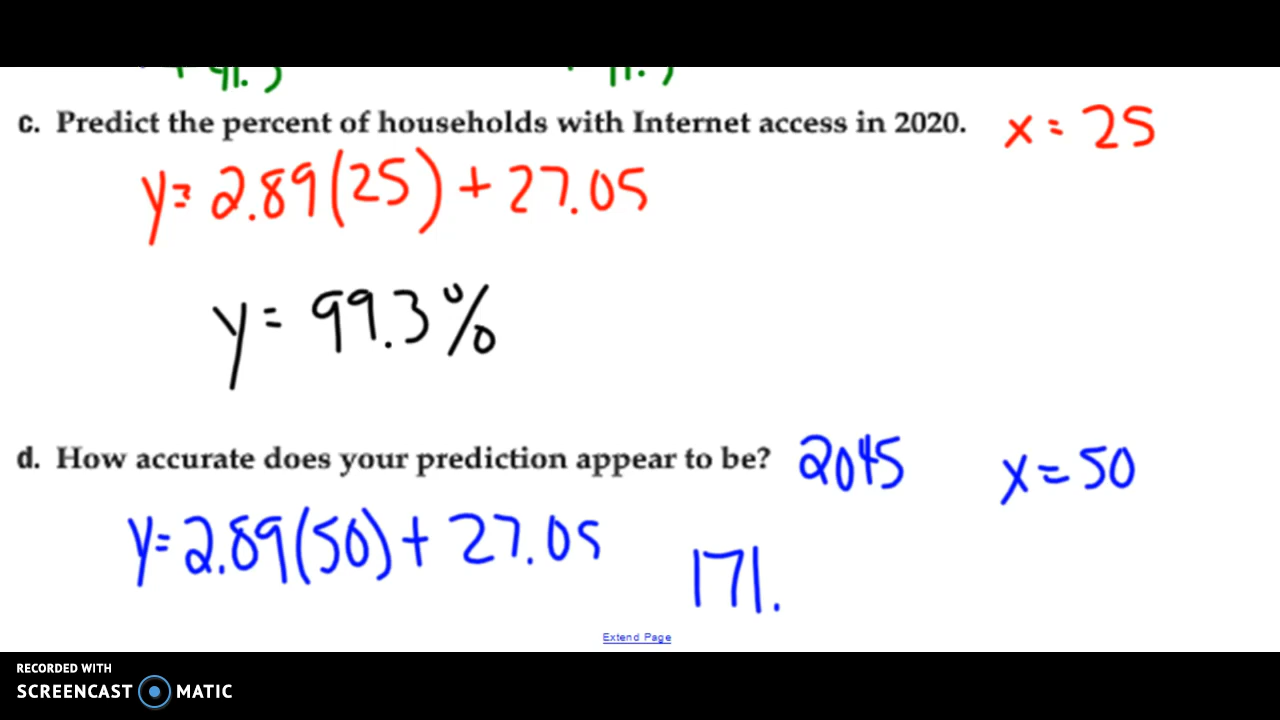 c. Predict the percent of households with Internet access in 2020. x = 25
y = 2.89(25) + 27.05
y = 99.3%
d. How accurate does your prediction appear to be? 2045 x = 50
y = 2.89(50) + 27.05 171.
Extend Page
RECORDED WITH
SCREENCAST MATIC